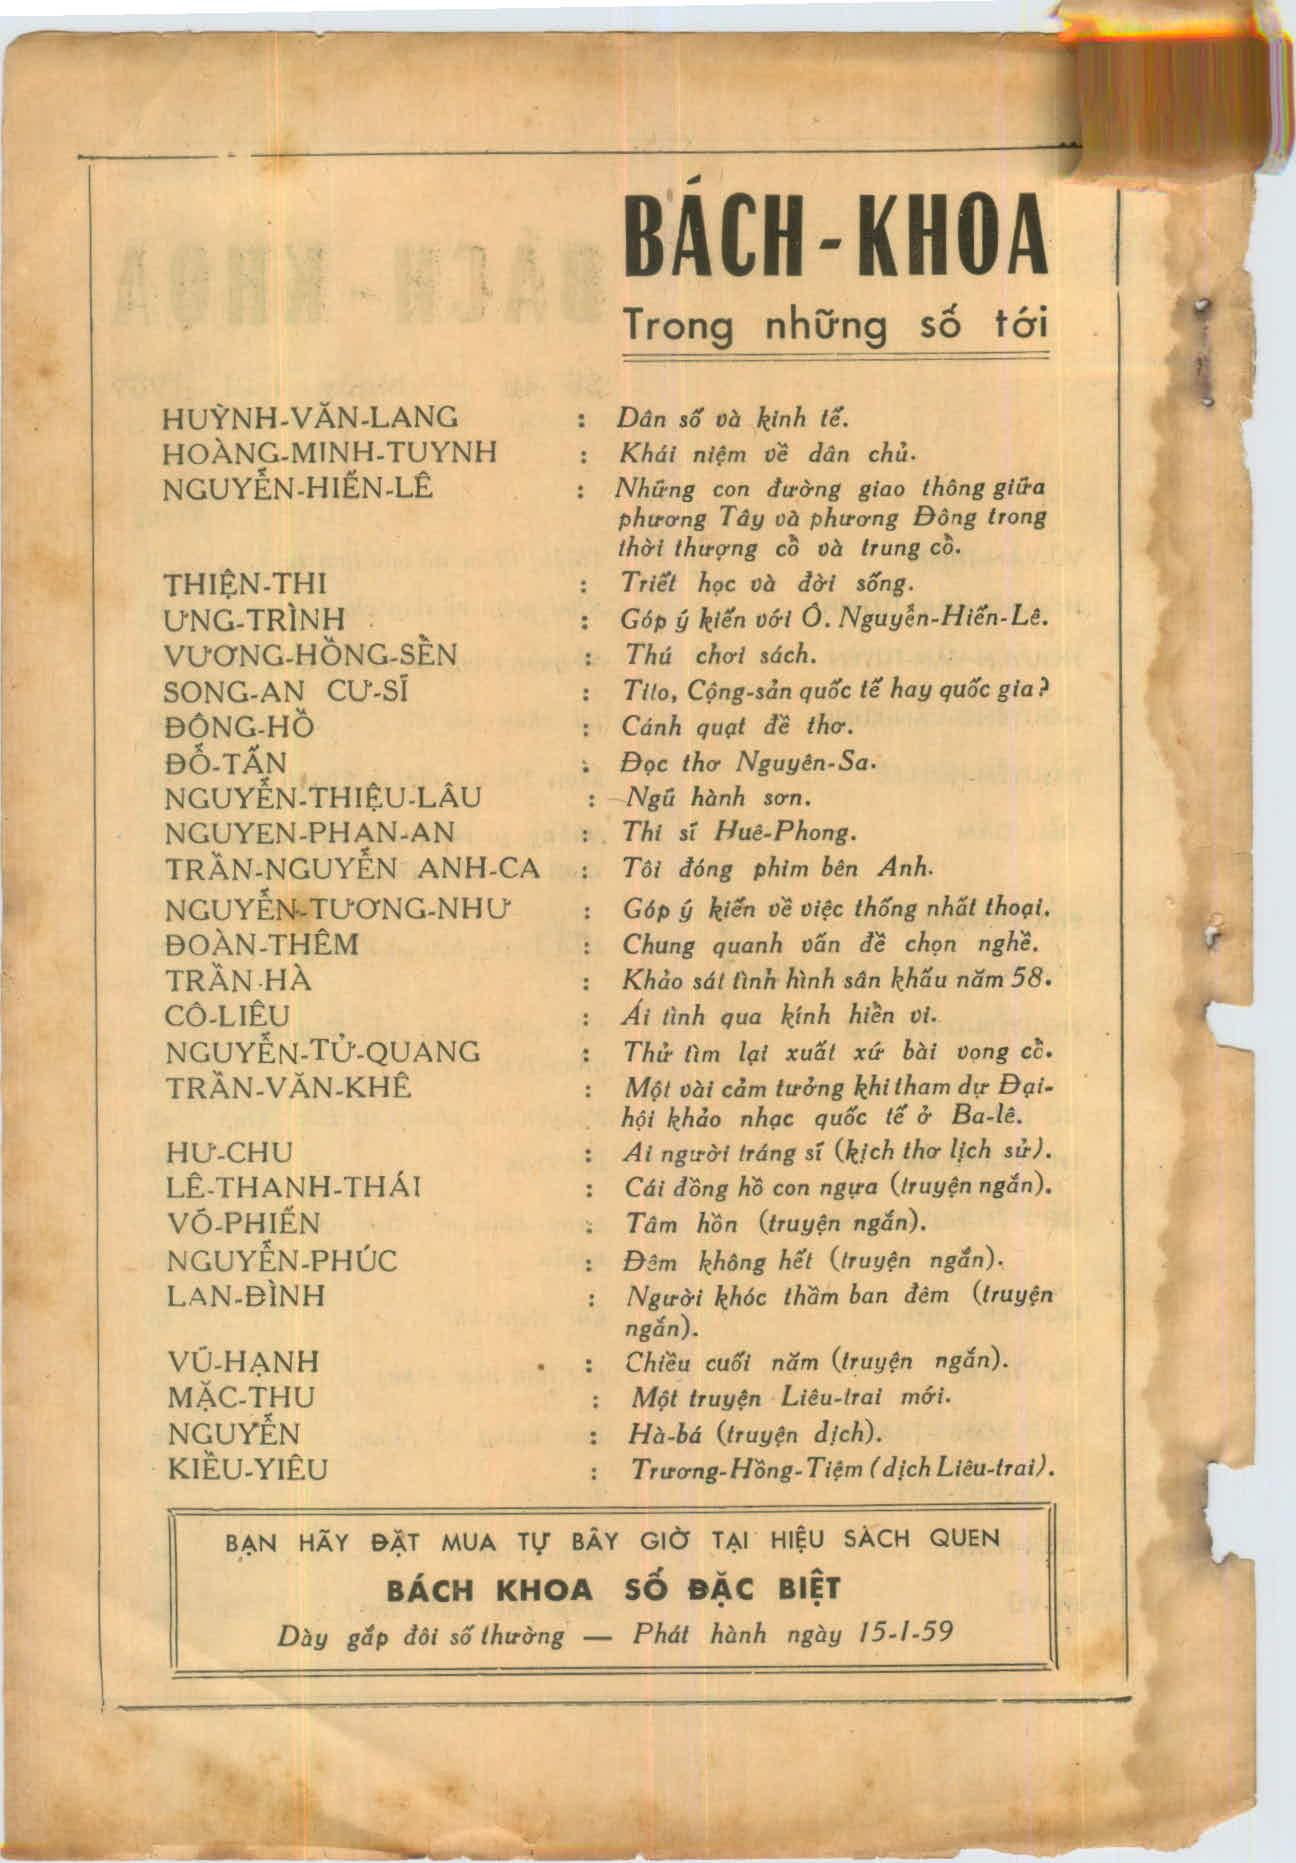 BÁCH-KHOA
Trong những số tới
HUỲNH-VĂN-LANG : Dân số và kinh tế.
HOÀNG-MINH-TUYNH : Khái niệm về dân chủ.
NGUYỄN-HIẾN-LÊ : Những con đường giao thông giữa
phương Tây và phương Đông trong
thời thượng cổ và trung cổ.
THIỆN-THI : Triết học và đời sống.
ƯNG-TRÌNH : Góp ý kiến với Ô. Nguyễn-Hiến-Lê.
VƯƠNG-HỒNG-SỀN : Thú chơi sách.
SONG-AN CƯ-SĨ : Tito, Cộng-sản quốc tế hay quốc gia?
ĐÔNG-HỒ : Cánh quạt đề thơ.
ĐỖ-TẤN : Đọc thơ Nguyên-Sa.
NGUYỄN-THIỆU-LÂU : Ngũ hành sơn.
NGUYEN-PHAN-AN : Thi sĩ Huê-Phong.
TRẦN-NGUYỄN ANH-CA : Tôi đóng phim bên Anh.
NGUYỄN-TƯƠNG-NHƯ : Góp ý kiến về việc thống nhất thoại.
ĐOÀN-THÊM : Chung quanh vấn đề chọn nghề.
TRẦN-HÀ : Khảo sát tình hình sân khấu năm 58.
CÔ-LIÊU : Ái tình qua kính hiển vi.
NGUYỄN-TỬ-QUANG : Thử tìm lại xuất xứ bài vọng cổ.
TRẦN-VĂN-KHÊ : Một vài cảm tưởng khi tham dự Đại-
hội khảo nhạc quốc tế ở Ba-lê.
HƯ-CHU : Ai người tráng sĩ (kịch thơ lịch sử).
LÊ-THANH-THÁI : Cái đồng hồ con ngựa (truyện ngắn).
VÕ-PHIẾN : Tâm hồn (truyện ngắn).
NGUYỄN-PHÚC : Đêm không hết (truyện ngắn).
LAN-ĐÌNH : Người khóc thầm ban đêm (truyện
ngắn).
VŨ-HẠNH : Chiều cuối năm (truyện ngắn).
MẶC-THU : Một truyện Liêu-trai mới.
NGUYỄN : Hà-bá (truyện dịch).
KIỀU-YIÊU : Trương-Hồng-Tiệm (dịch Liêu-trai).
BẠN HÃY ĐẶT MUA TỰ BÂY GIỜ TẠI HIỆU SÁCH QUEN
BÁCH KHOA SỐ ĐẶC BIỆT
Dày gấp đôi số thường — Phát hành ngày 15-1-59